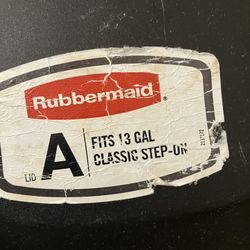 Rubbermaid®
LID A
FITS 13 GAL
CLASSIC STEP-ON